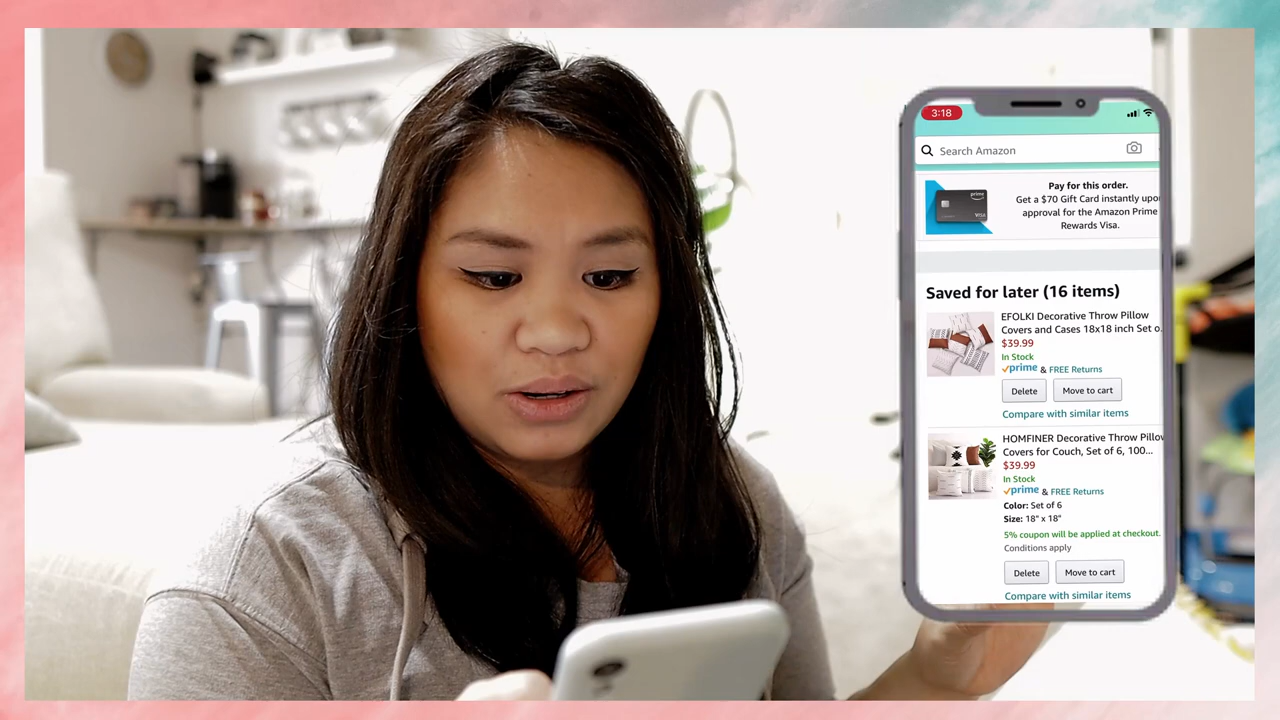 3:18
Search Amazon
prime
VISA
Pay for this order.
Get a $70 Gift Card instantly upo
approval for the Amazon Prime
Rewards Visa.
Saved for later (16 items)
EFOLKI Decorative Throw Pillow
Covers and Cases 18x18 inch Set o
$39.99
In Stock
prime & FREE Returns
Delete Move to cart
Compare with similar items
HOMFINER Decorative Throw Pillow
Covers for Couch, Set of 6, 100...
$39.99
In Stock
prime & FREE Returns
Color: Set of 6
Size: 18" x 18"
5% coupon will be applied at checkout.
Conditions apply
Delete Move to cart
Compare with similar items